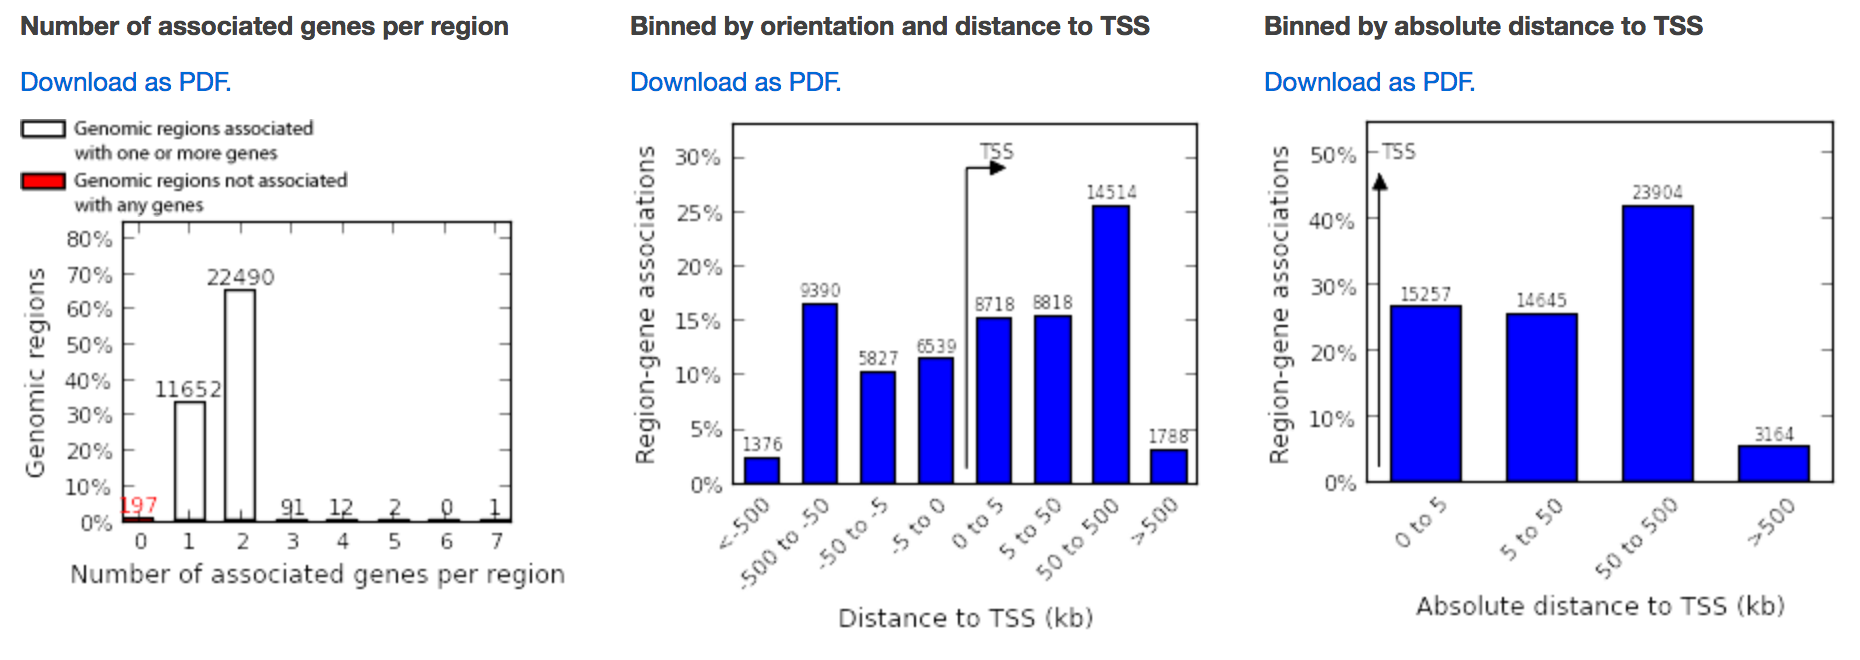 Number of associated genes per region
Download as PDF.
Genomic regions associated
with one or more genes
Genomic regions not associated
with any genes
Genomic regions
80%
70%
60%
50%
40%
30%
20%
10%
0%
197
11652
22490
91
12
2
0
1
0 1 2 3 4 5 6 7
Number of associated genes per region
Binned by orientation and distance to TSS
Download as PDF.
Region-gene associations
30%
25%
20%
15%
10%
5%
0%
TSS
1376
9390
5827
6539
8718
8818
14514
1788
<-500
-500 to -50
-50 to -5
-5 to 0
0 to 5
5 to 50
50 to 500
>500
Distance to TSS (kb)
Binned by absolute distance to TSS
Download as PDF.
Region-gene associations
50%
40%
30%
20%
10%
0%
TSS
15257
14645
23904
3164
0 to 5
5 to 50
50 to 500
>500
Absolute distance to TSS (kb)